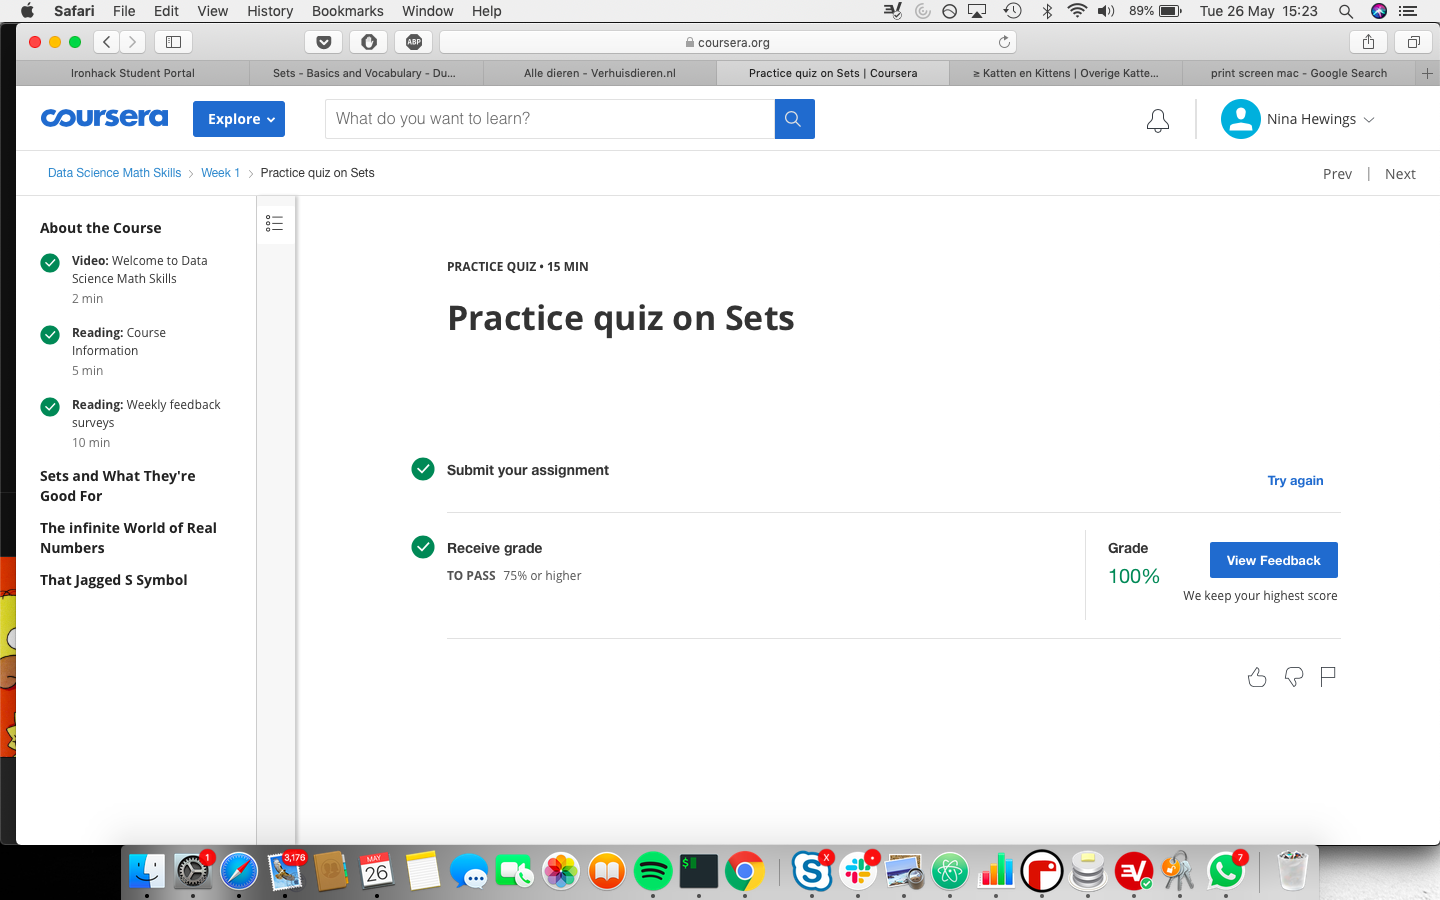 Safari File Edit View History Bookmarks Window Help 89% Tue 26 May 15:23
ABP coursera.org
Ironhack Student Portal Sets - Basics and Vocabulary - Du... Alle dieren - Verhuisdieren.nl Practice quiz on Sets | Coursera ≥ Katten en Kittens | Overige Katte... print screen mac - Google Search
coursera Explore What do you want to learn? Nina Hewings
Data Science Math Skills > Week 1 > Practice quiz on Sets Prev | Next
About the Course
Video: Welcome to Data
Science Math Skills
2 min
Reading: Course
Information
5 min
Reading: Weekly feedback
surveys
10 min
Sets and What They're
Good For
The infinite World of Real
Numbers
That Jagged S Symbol
PRACTICE QUIZ • 15 MIN
Practice quiz on Sets
Submit your assignment
Try again
Receive grade
TO PASS 75% or higher
Grade
100%
View Feedback
We keep your highest score
1
3,176
MAY
26
$
S
X
7